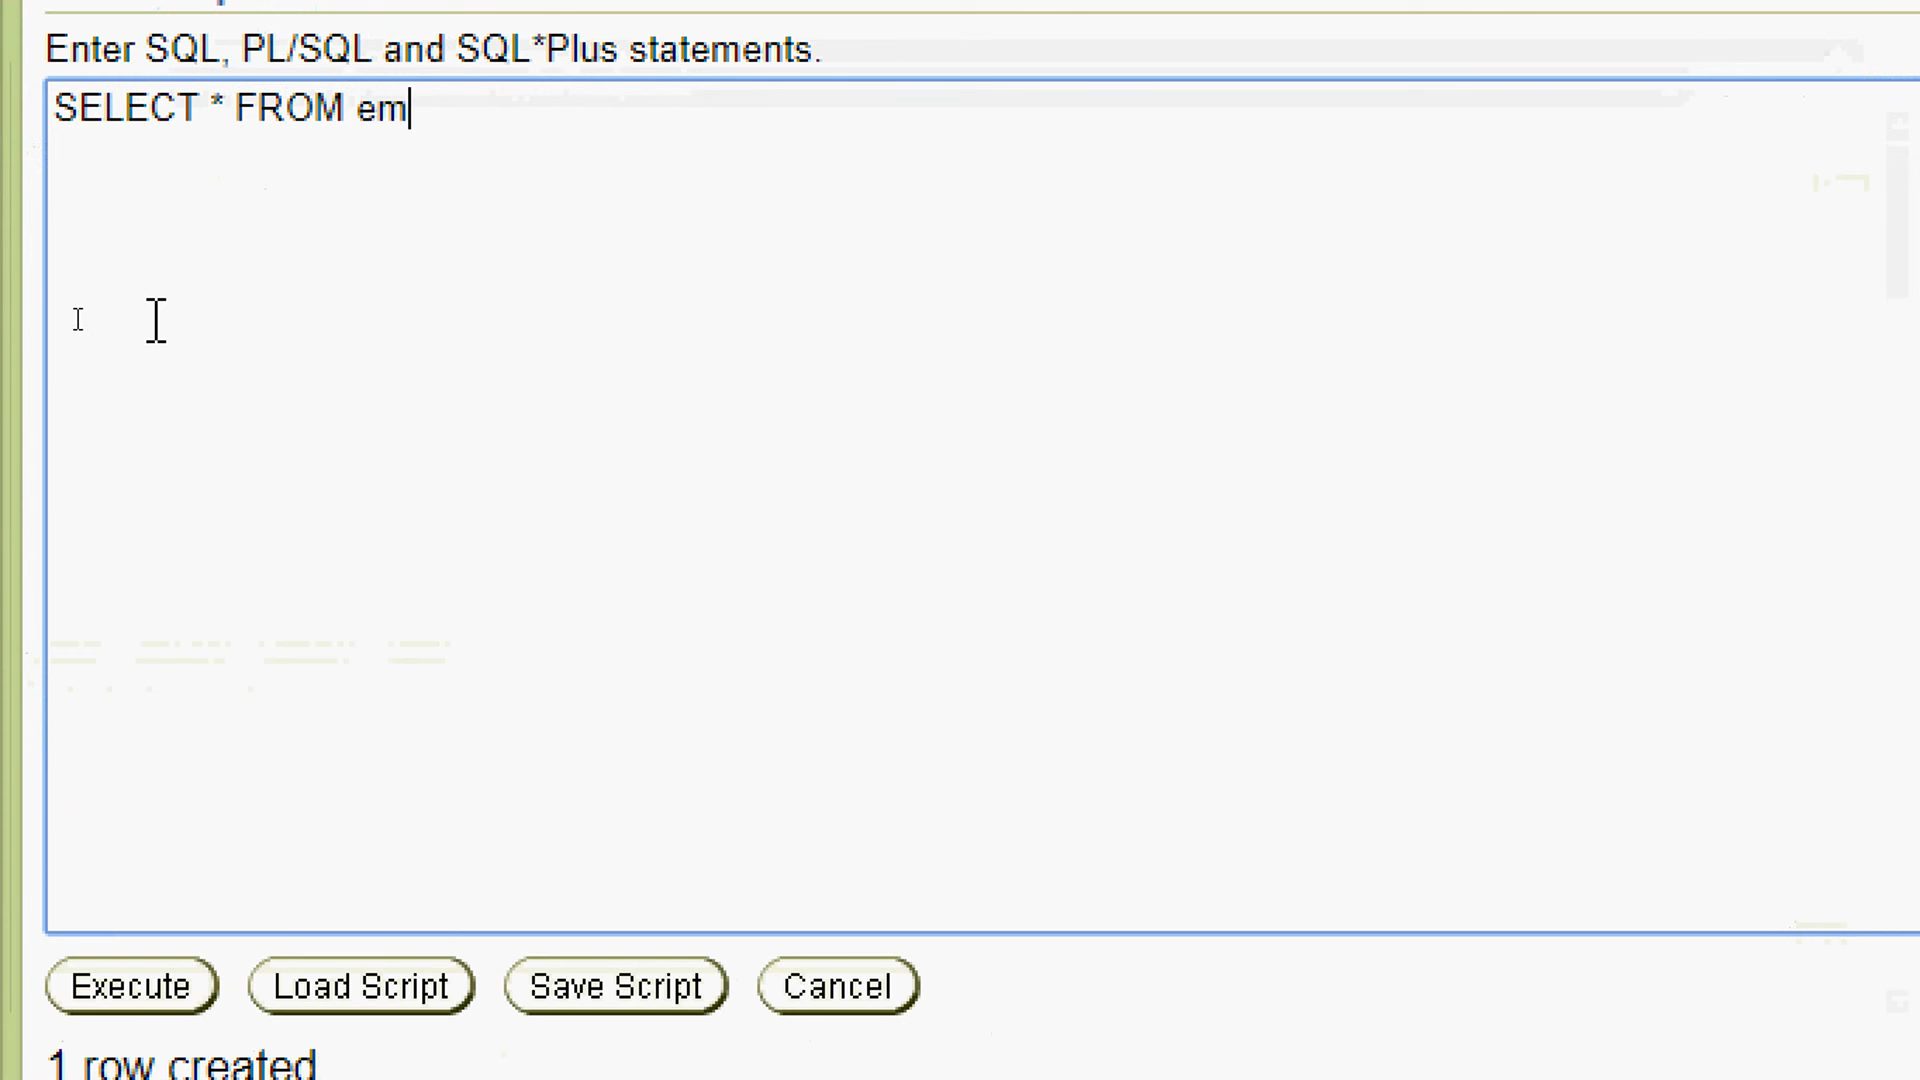 Enter SQL, PL/SQL and SQL*Plus statements.
SELECT * FROM em
Execute Load Script Save Script Cancel
1 row created